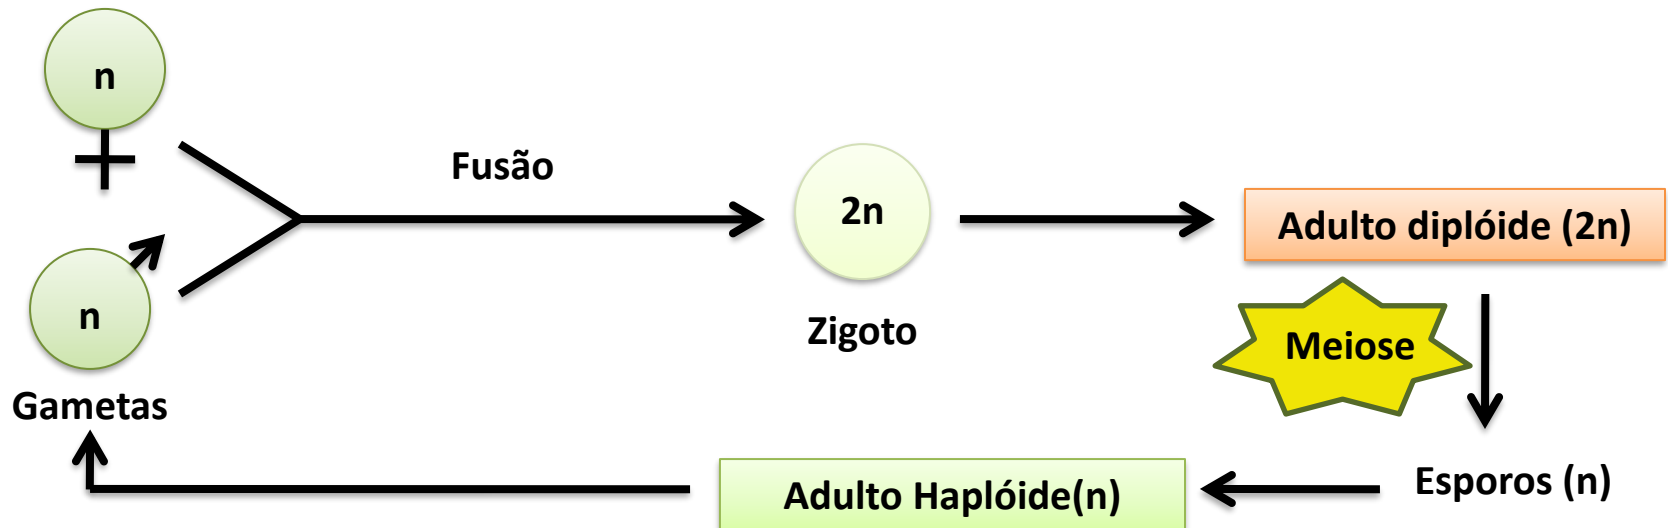 n
Fusão
2n
Adulto diplóide (2n)
n
Zigoto
Meiose
Gametas
Adulto Haplóide(n)
Esporos (n)